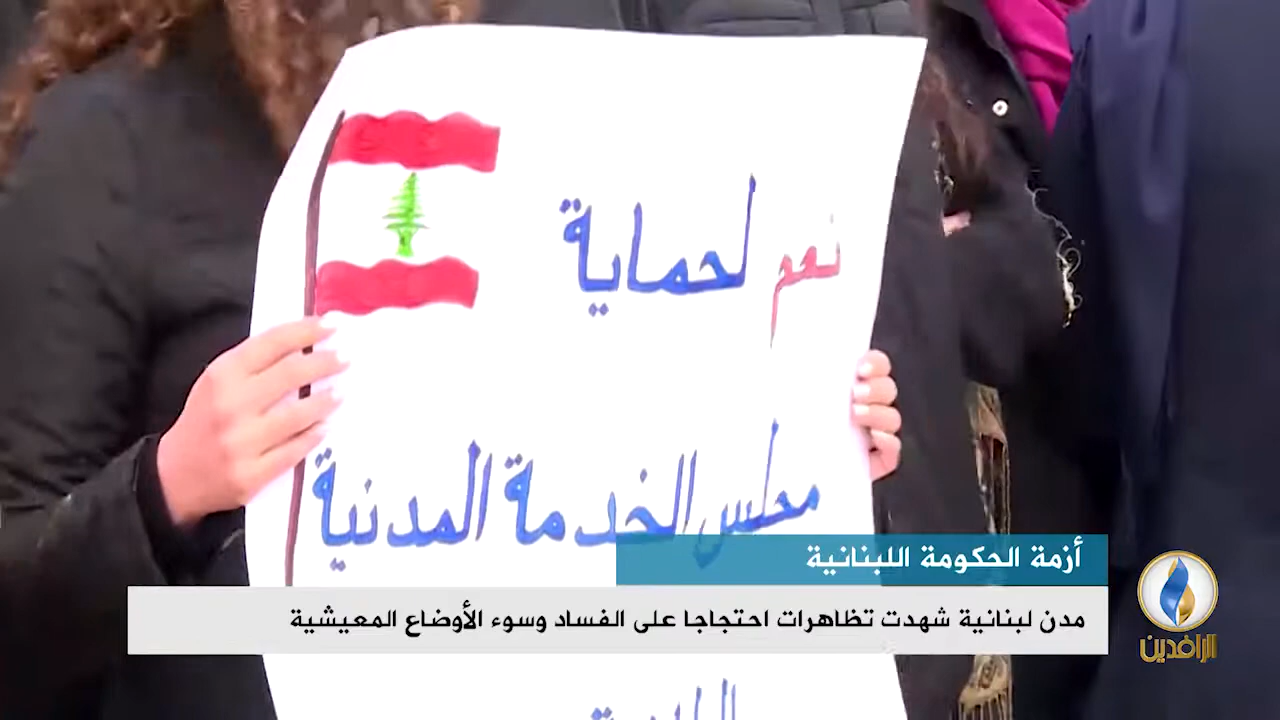 نعم لحماية
مجلس الخدمة المدنية
أزمة الحكومة اللبنانية
مدن لبنانية شهدت تظاهرات احتجاجا على الفساد وسوء الأوضاع المعيشية
الرافدين